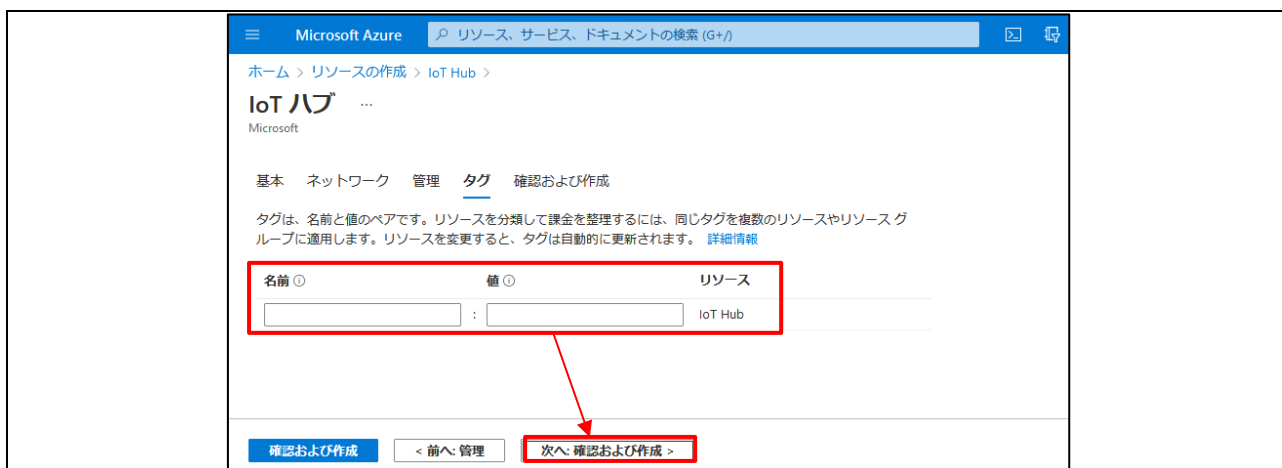 Microsoft Azure
リソース、サービス、ドキュメントの検索 (G+/)
ホーム > リソースの作成 > IoT Hub >
IoT ハブ ...
Microsoft
基本 ネットワーク 管理 タグ 確認および作成
タグは、名前と値のペアです。リソースを分類して課金を整理するには、同じタグを複数のリソースやリソース グ
ループに適用します。リソースを変更すると、タグは自動的に更新されます。 詳細情報
名前 値 リソース
: IoT Hub
確認および作成 < 前へ: 管理 次へ: 確認および作成 >